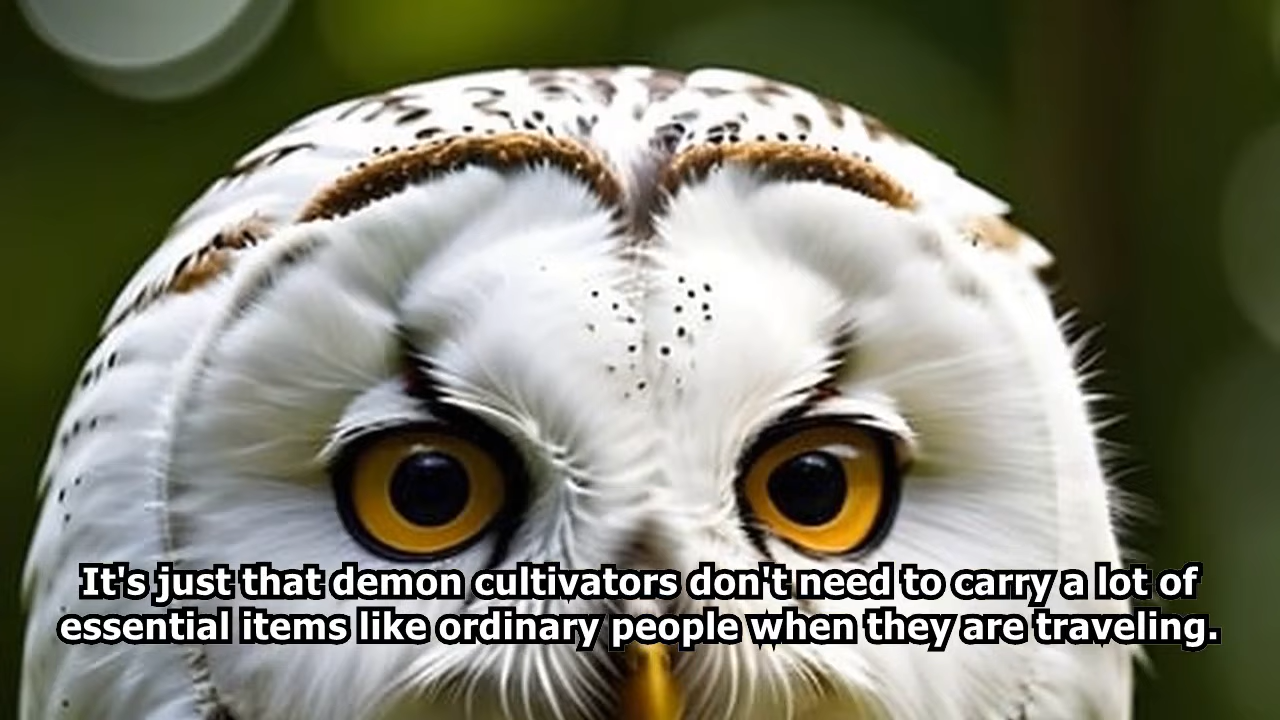 It's just that demon cultivators don't need to carry a lot of
essential items like ordinary people when they are traveling.